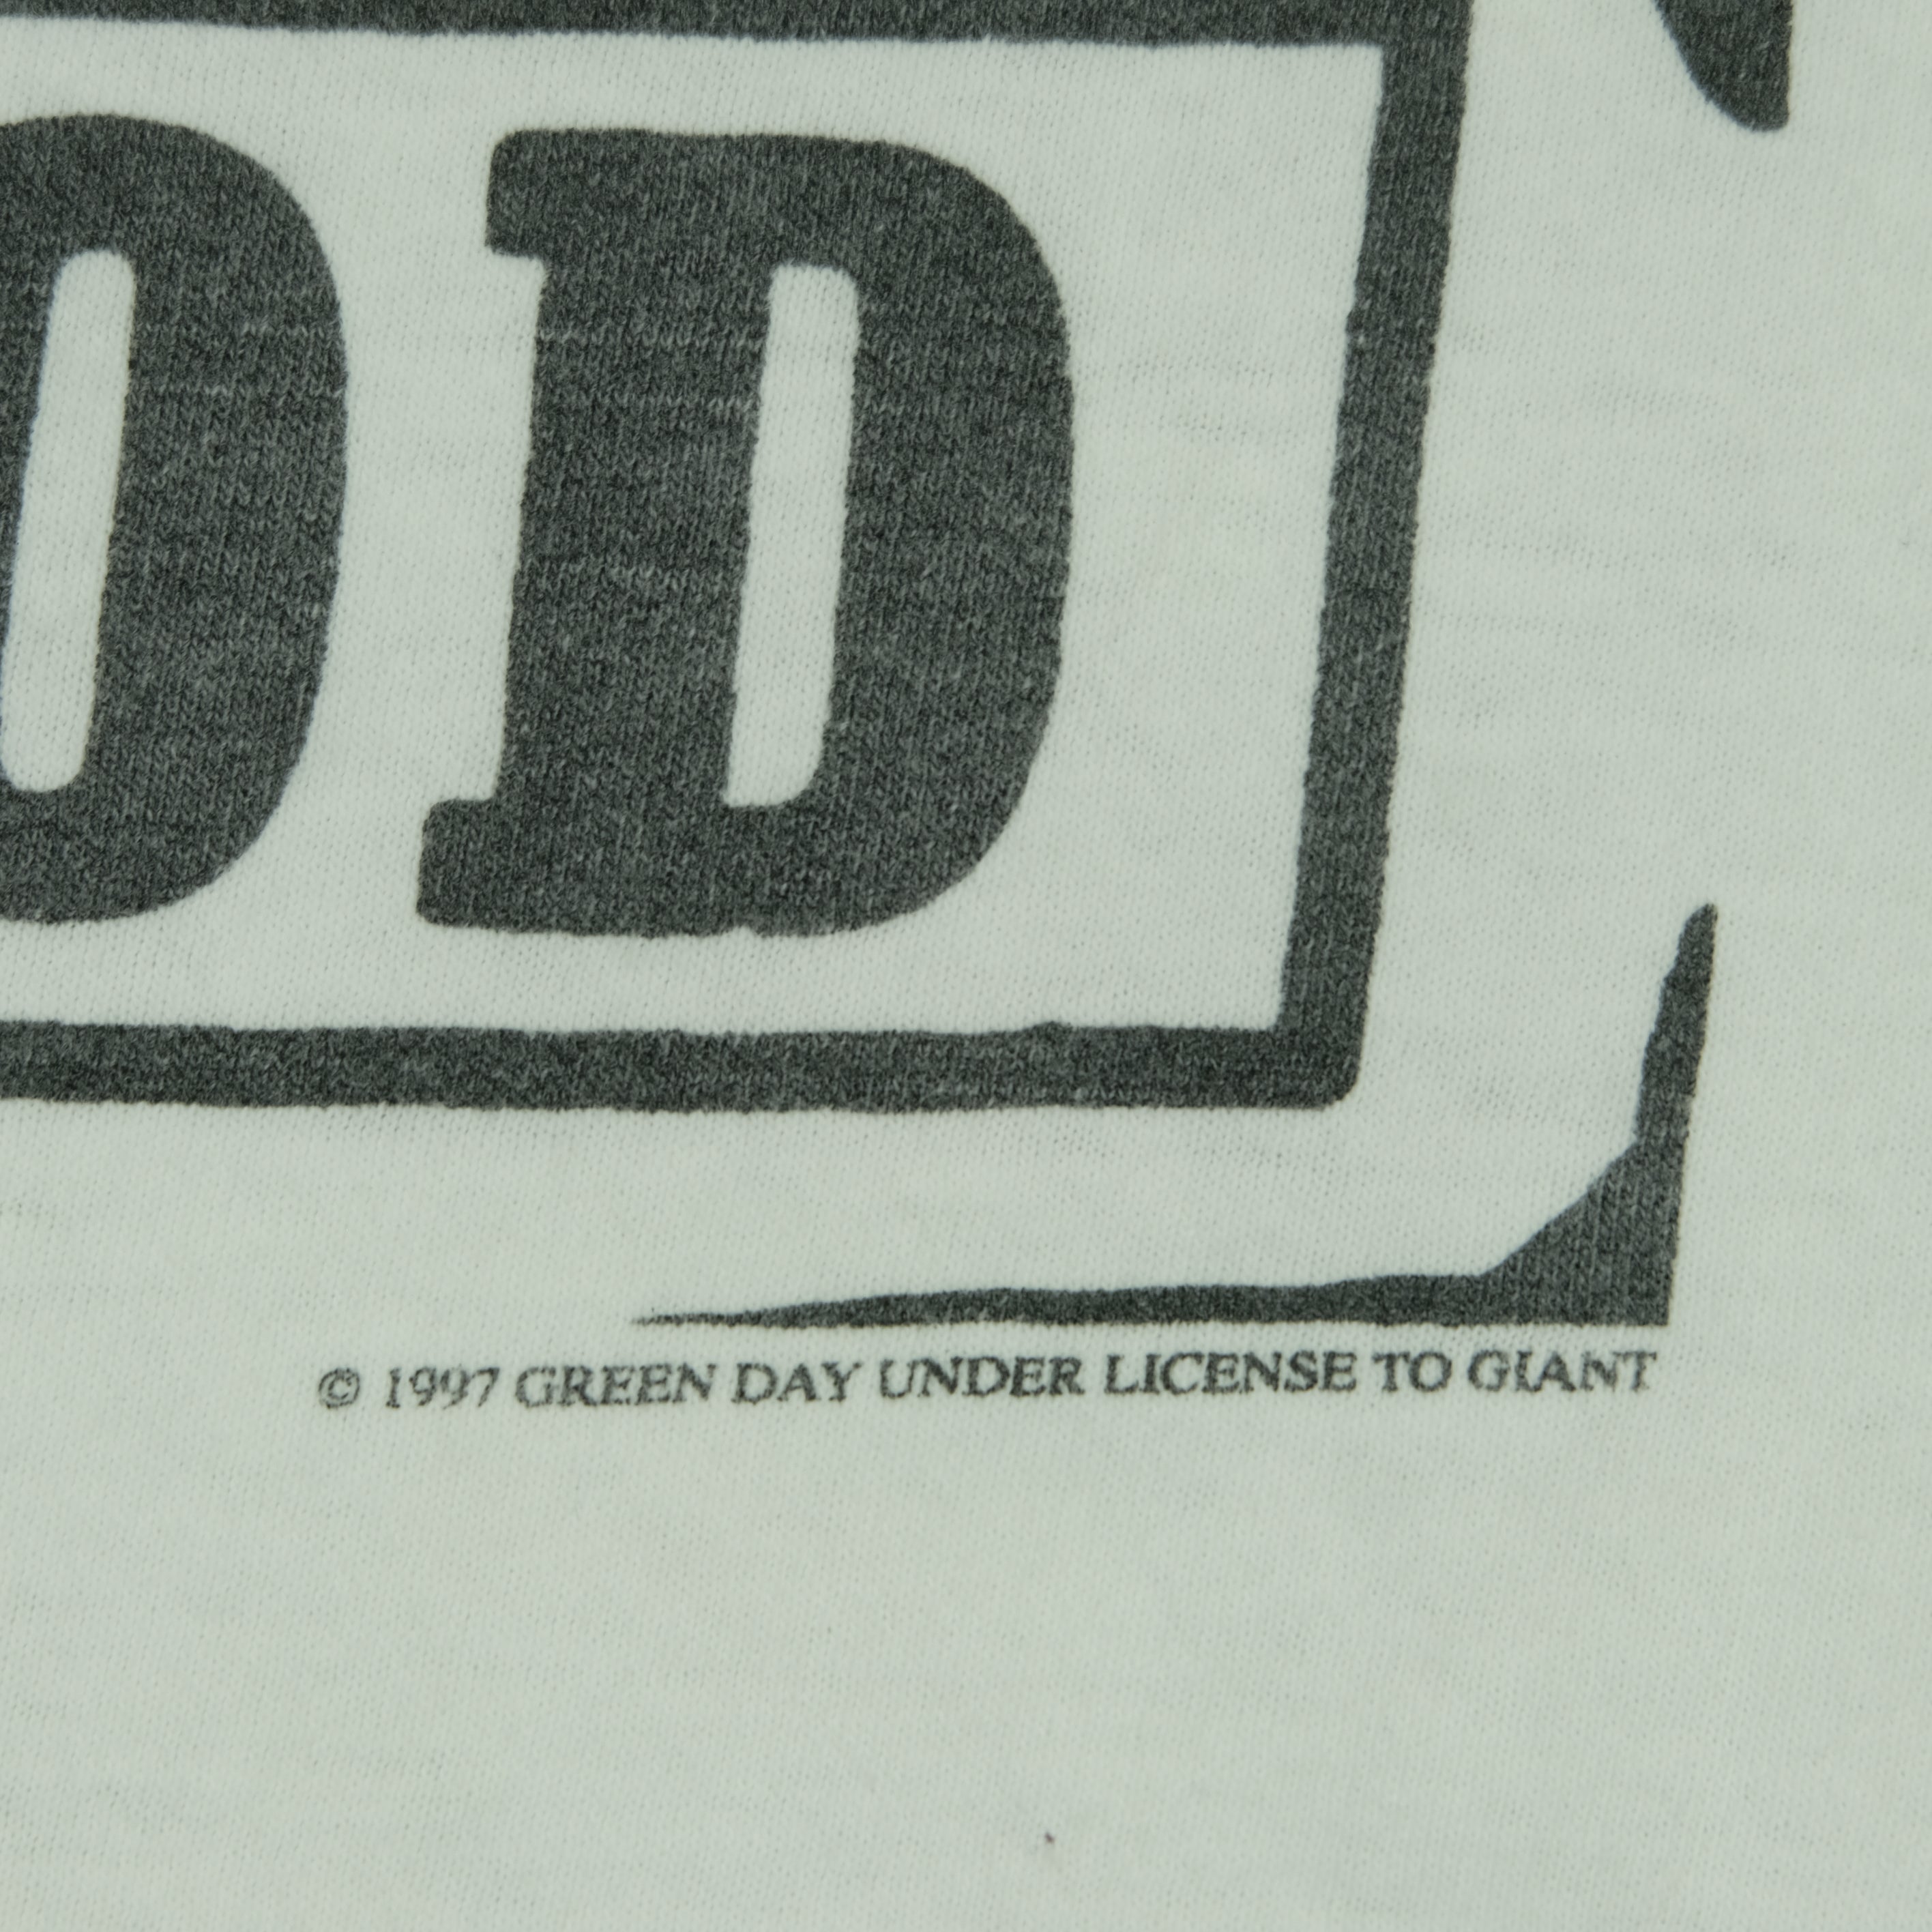 OD
© 1997 GREEN DAY UNDER LICENSE TO GIANT